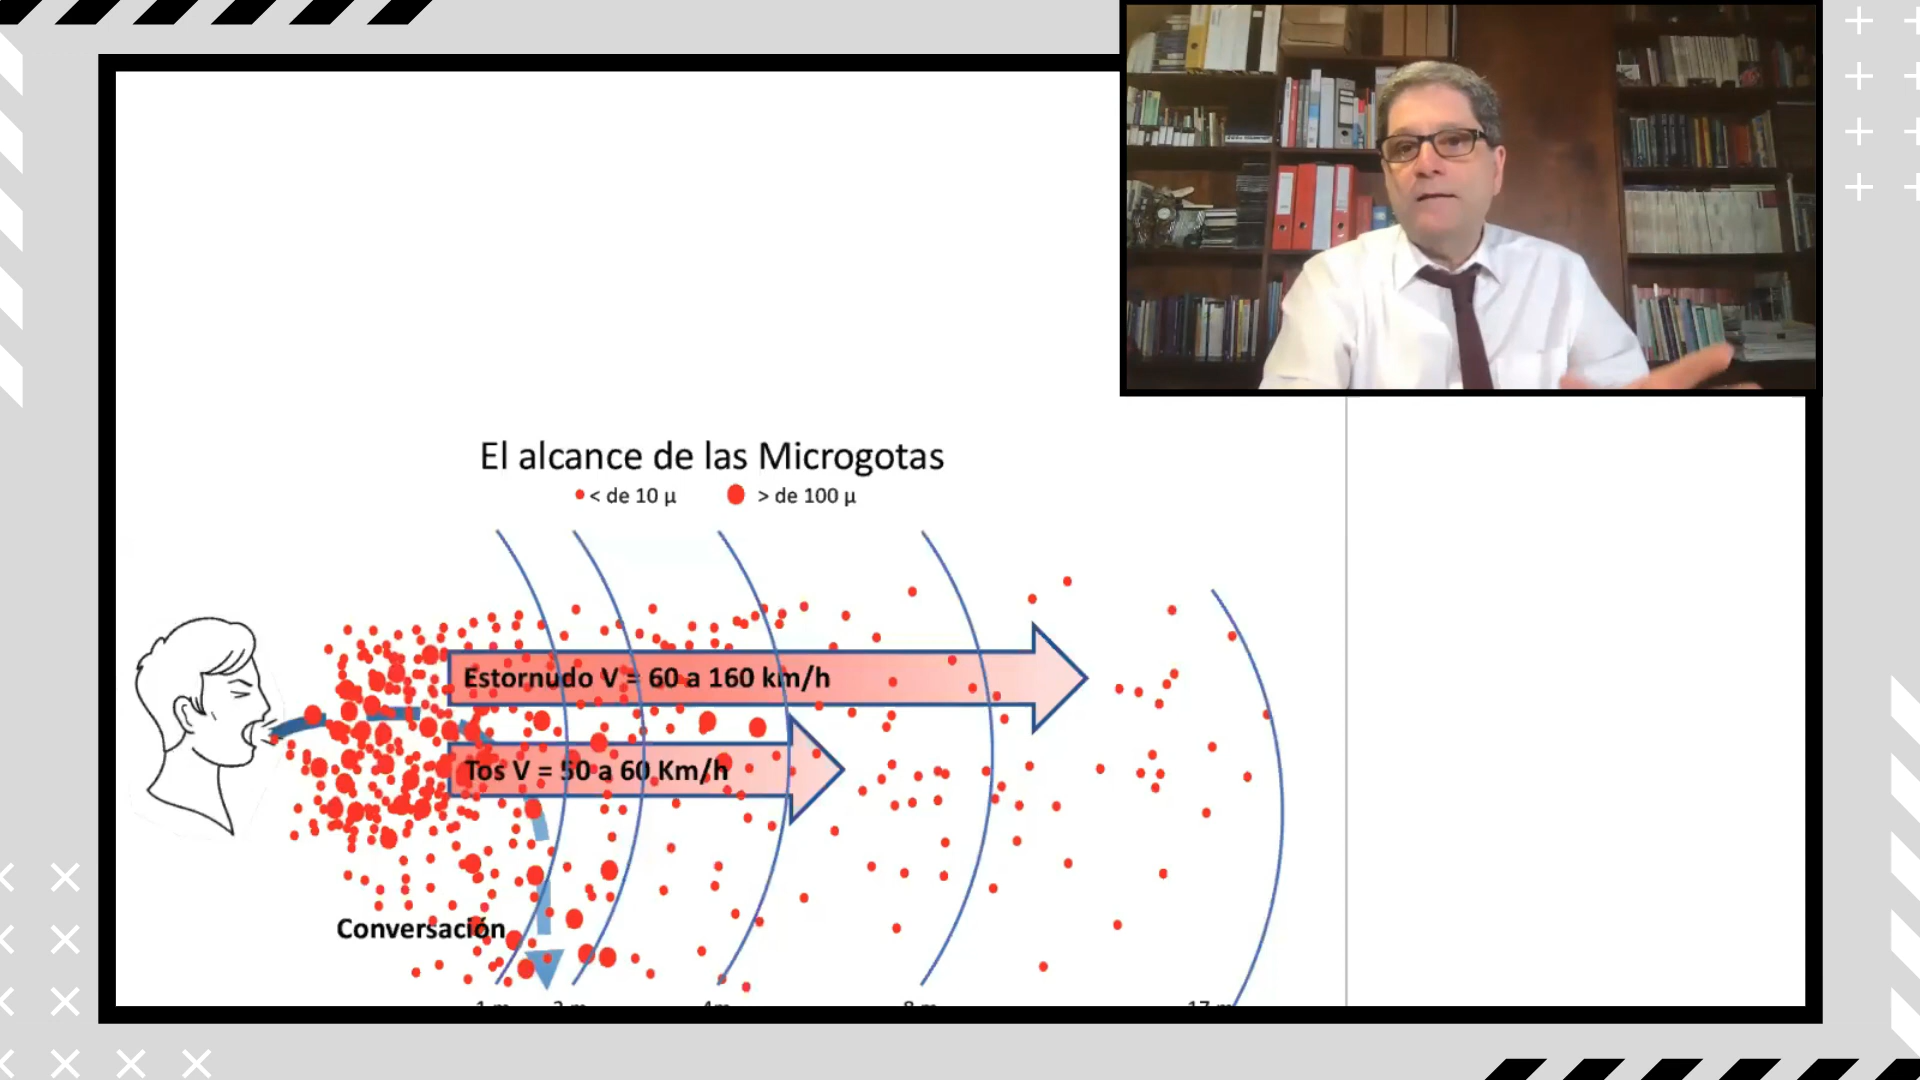 El alcance de las Microgotas
< de 10 µ > de 100 µ
Estornudo V = 60 a 160 km/h
Tos V = 50 a 60 Km/h
Conversación